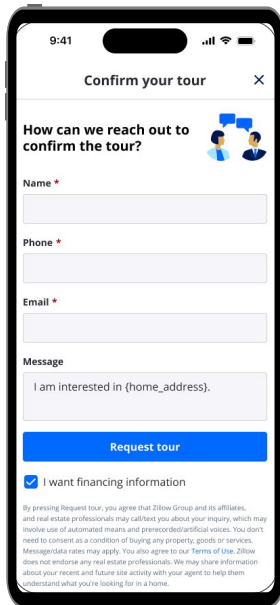 9:41
Confirm your tour
How can we reach out to
confirm the tour?
Name *
Phone *
Email *
Message
I am interested in {home_address}.
Request tour
I want financing information
By pressing Request tour, you agree that Zillow Group and its affiliates,
and real estate professionals may call/text you about your inquiry, which may
involve use of automated means and prerecorded/artificial voices. You don't
need to consent as a condition of buying any property, goods or services.
Message/data rates may apply. You also agree to our Terms of Use. Zillow
does not endorse any real estate professionals. We may share information
about your recent and future site activity with your agent to help them
understand what you're looking for in a home.